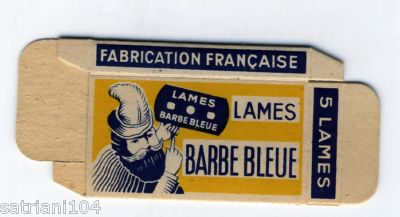 FABRICATION FRANÇAISE
LAMES
BARBE BLEUE
LAMES
BARBE BLEUE
5 LAMES
satriani104